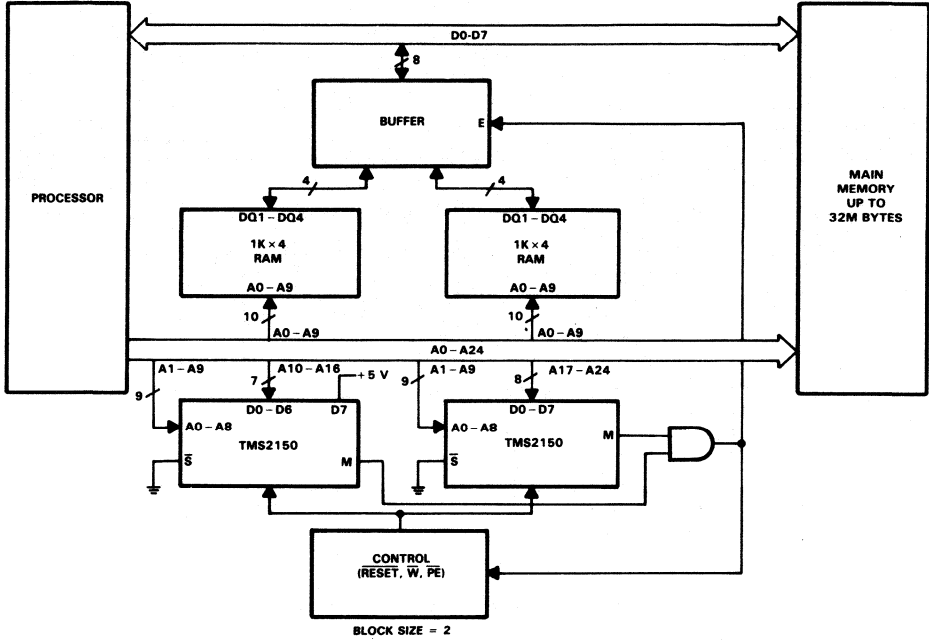 D0-D7
8
BUFFER
E
PROCESSOR
MAIN
MEMORY
UP TO
32M BYTES
4
4
DQ1-DQ4
1K × 4
RAM
A0-A9
DQ1-DQ4
1K × 4
RAM
A0-A9
10
A0-A9
10
A0-A9
A0-A24
A1-A9
9
7
A10-A16
+5 V
A1-A9
9
8
A17-A24
D0-D6
D7
A0-A8
TMS2150
S̅
M
D0-D7
A0-A8
TMS2150
S̅
M
CONTROL
(R̅E̅S̅E̅T̅, W̅, P̅E̅)
BLOCK SIZE = 2